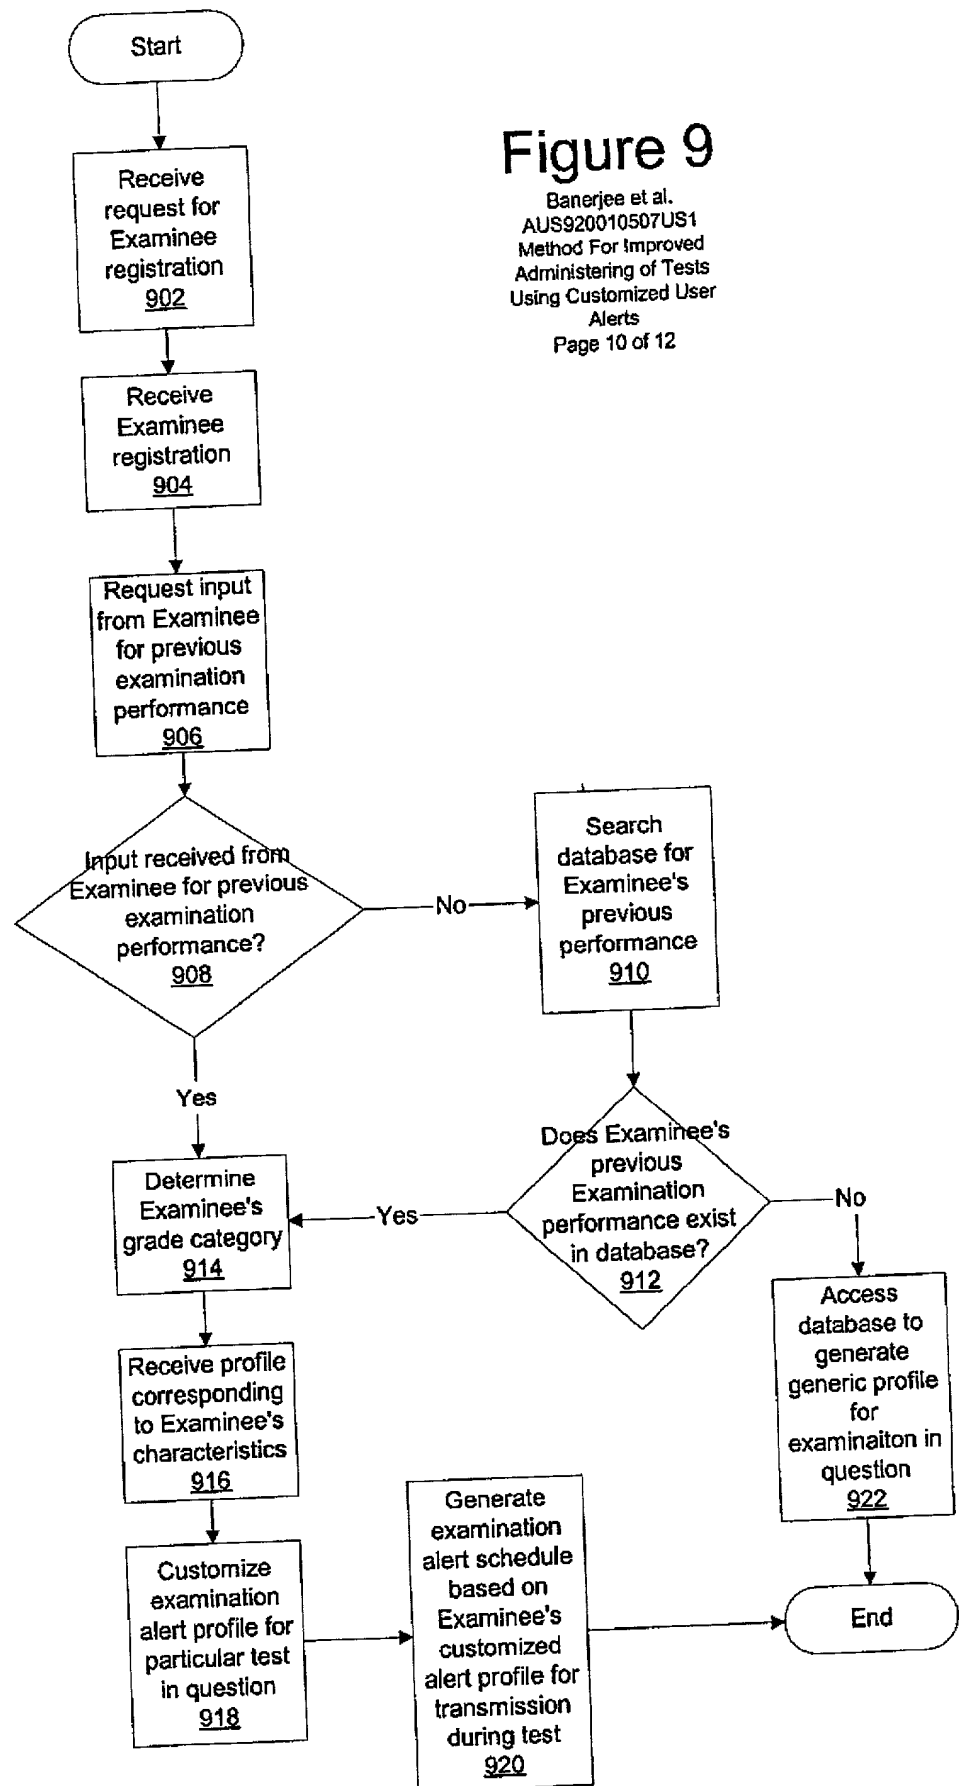 Start
Figure 9
Banerjee et al.
AUS920010507US1
Method For Improved
Administering of Tests
Using Customized User
Alerts
Page 10 of 12
Receive
request for
Examinee
registration
902
Receive
Examinee
registration
904
Request input
from Examinee
for previous
examination
performance
906
Input received from
Examinee for previous
examination
performance?
908
No
Search
database for
Examinee's
previous
performance
910
Yes
Does Examinee's
previous
Examination
performance exist
in database?
912
Yes
No
Determine
Examinee's
grade category
914
Access
database to
generate
generic profile
for
examinaiton in
question
922
Receive profile
corresponding
to Examinee's
characteristics
916
Customize
examination
alert profile for
particular test
in question
918
Generate
examination
alert schedule
based on
Examinee's
customized
alert profile for
transmission
during test
920
End